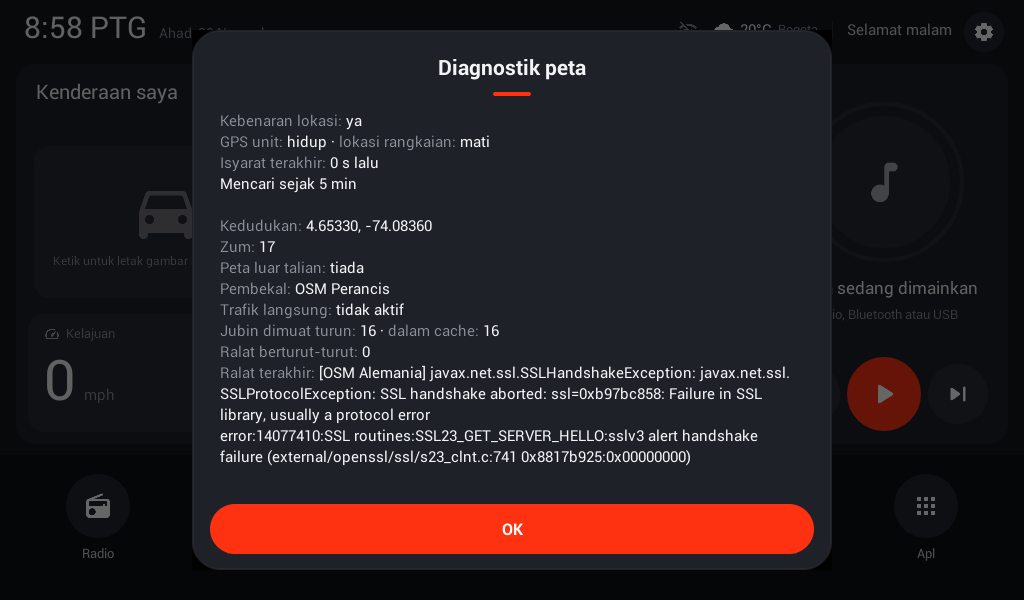 8:58 PTG
Ahad
20°C Bogota
Selamat malam
Kenderaan saya
Ketik untuk letak gambar
Kelajuan
0 mph
Diagnostik peta
Kebenaran lokasi: ya
GPS unit: hidup · lokasi rangkaian: mati
Isyarat terakhir: 0 s lalu
Mencari sejak 5 min
Kedudukan: 4.65330, -74.08360
Zum: 17
Peta luar talian: tiada
Pembekal: OSM Perancis
Trafik langsung: tidak aktif
Jubin dimuat turun: 16 · dalam cache: 16
Ralat berturut-turut: 0
Ralat terakhir: [OSM Alemania] javax.net.ssl.SSLHandshakeException: javax.net.ssl.
SSLProtocolException: SSL handshake aborted: ssl=0xb97bc858: Failure in SSL
library, usually a protocol error
error:14077410:SSL routines:SSL23_GET_SERVER_HELLO:sslv3 alert handshake
failure (external/openssl/ssl/s23_clnt.c:741 0x8817b925:0x00000000)
OK
sedang dimainkan
Bluetooth atau USB
Radio
Apl